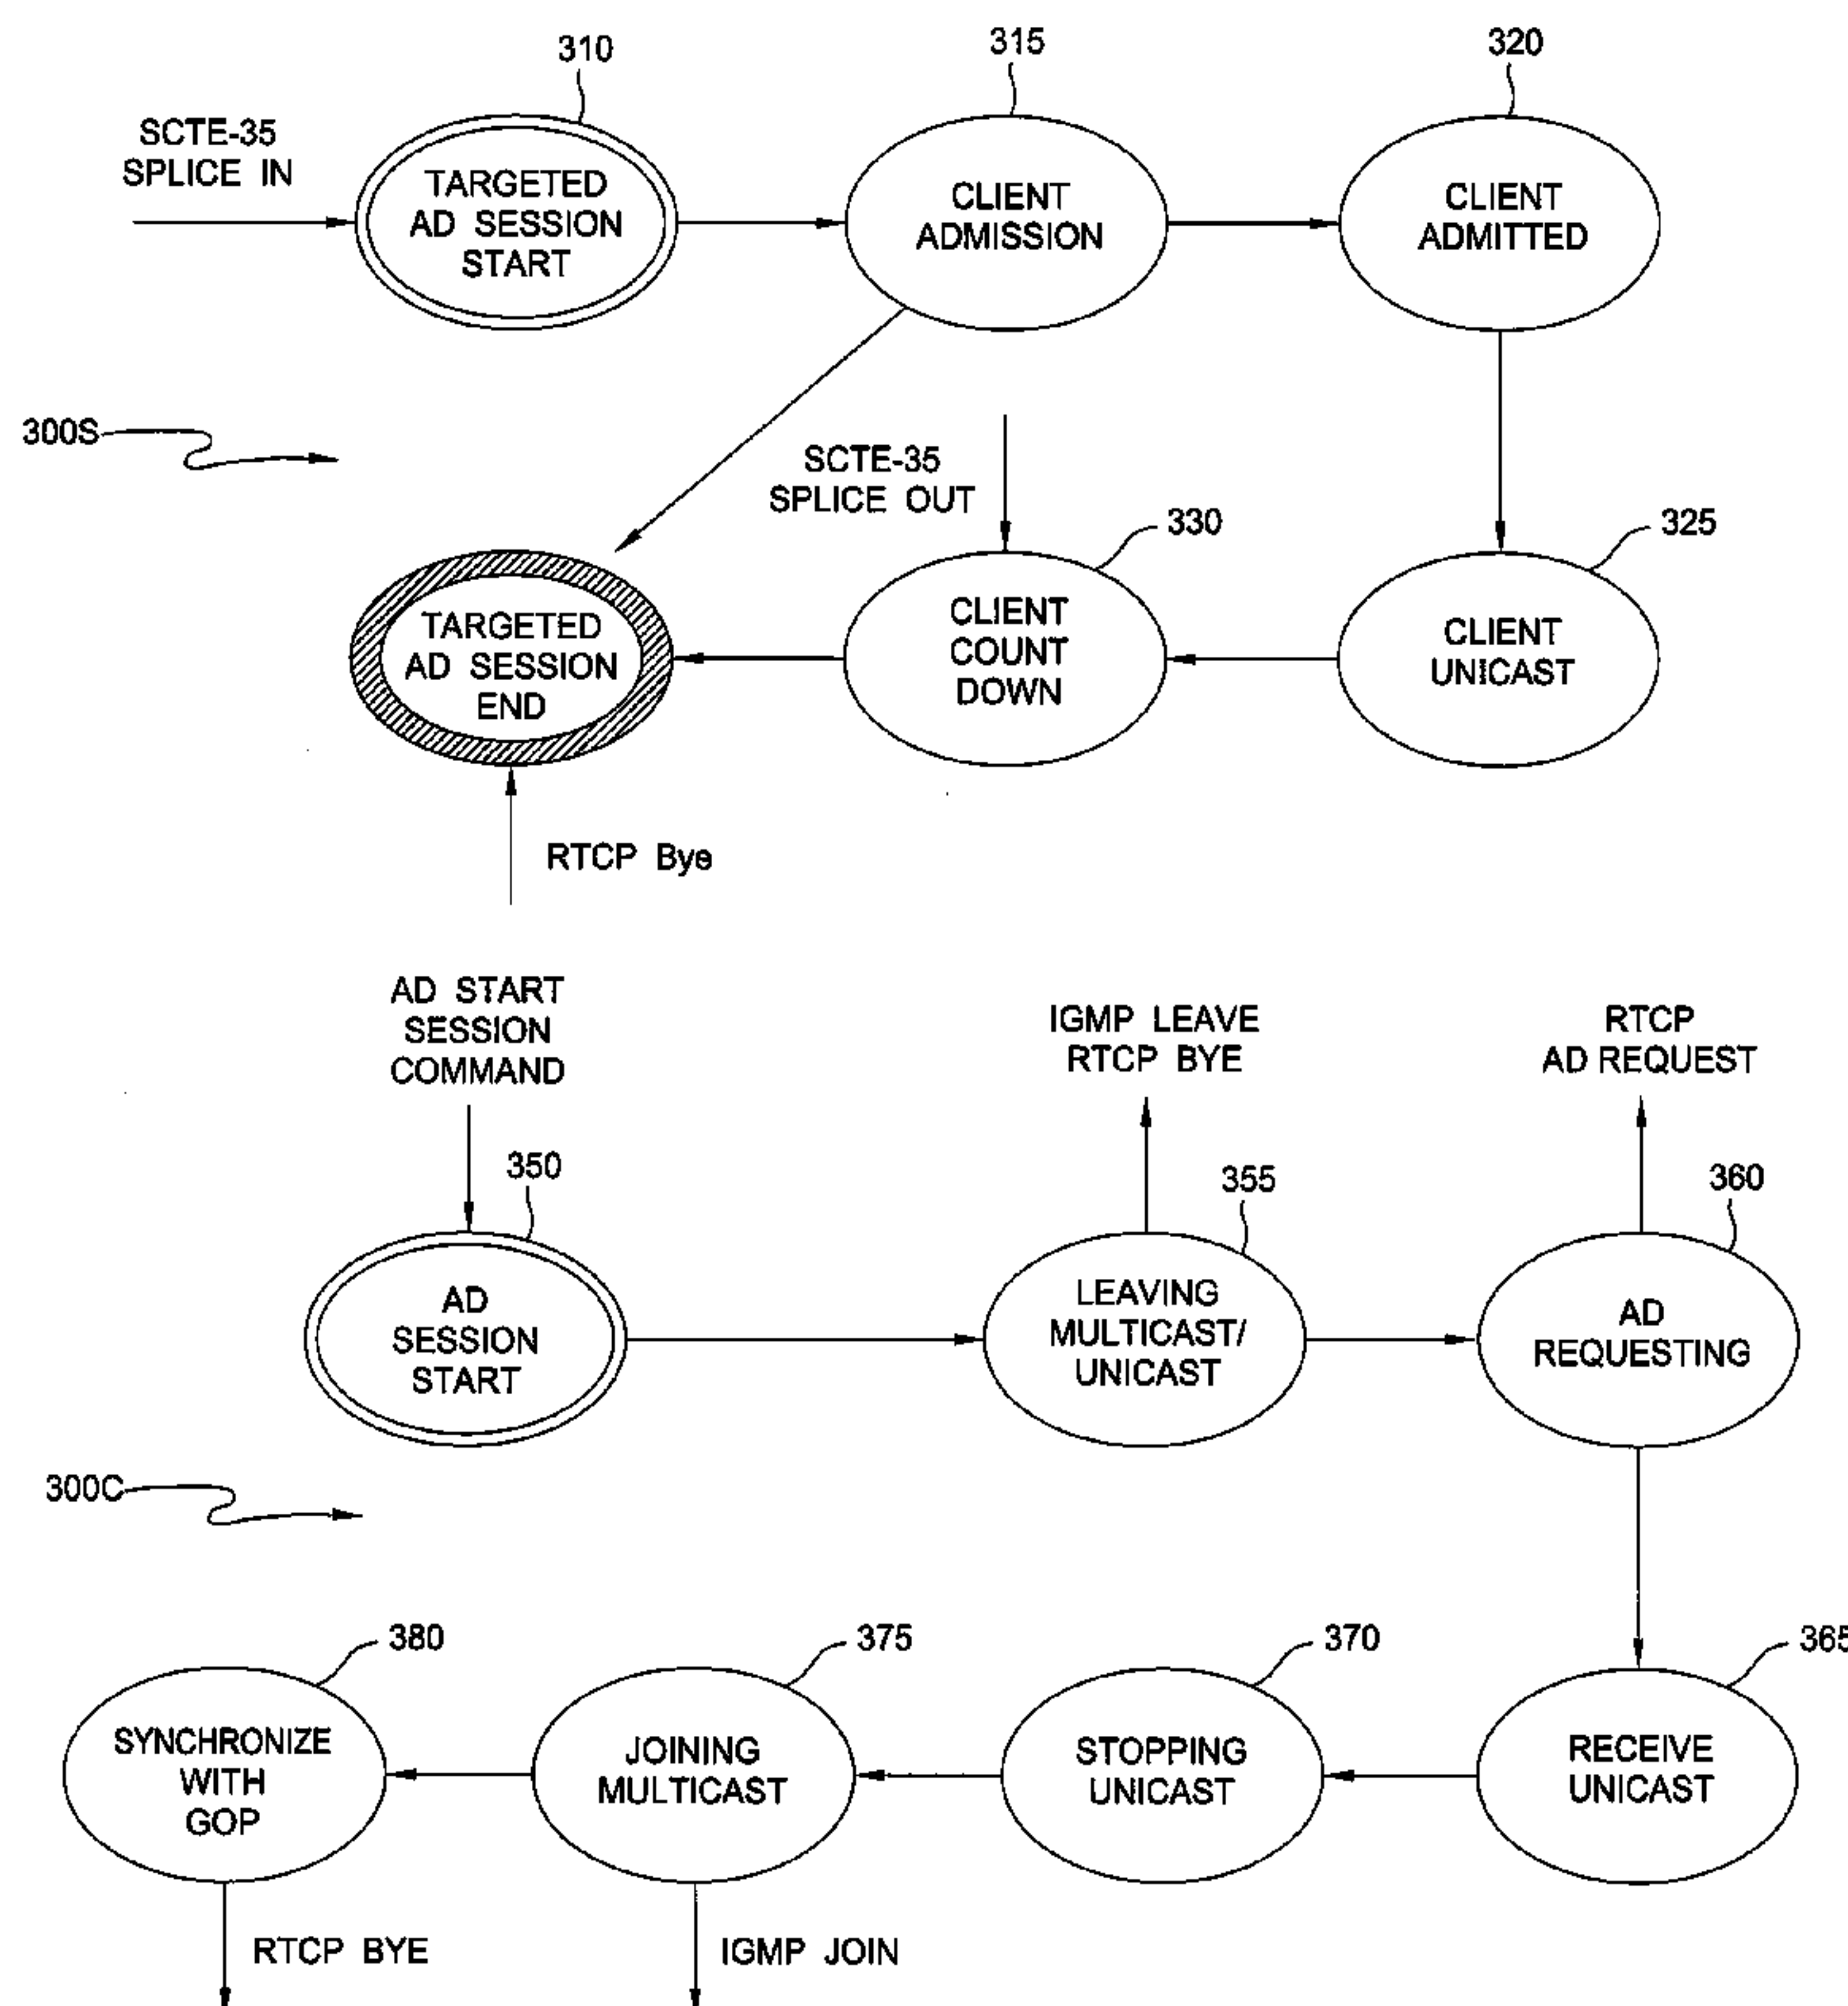 310
315
320
SCTE-35
SPLICE IN
TARGETED
AD SESSION
START
CLIENT
ADMISSION
CLIENT
ADMITTED
300S
SCTE-35
SPLICE OUT
330
325
TARGETED
AD SESSION
END
CLIENT
COUNT
DOWN
CLIENT
UNICAST
RTCP Bye
AD START
SESSION
COMMAND
IGMP LEAVE
RTCP BYE
RTCP
AD REQUEST
350
355
360
AD
SESSION
START
LEAVING
MULTICAST/
UNICAST
AD
REQUESTING
300C
380
375
370
365
SYNCHRONIZE
WITH
GOP
JOINING
MULTICAST
STOPPING
UNICAST
RECEIVE
UNICAST
RTCP BYE
IGMP JOIN